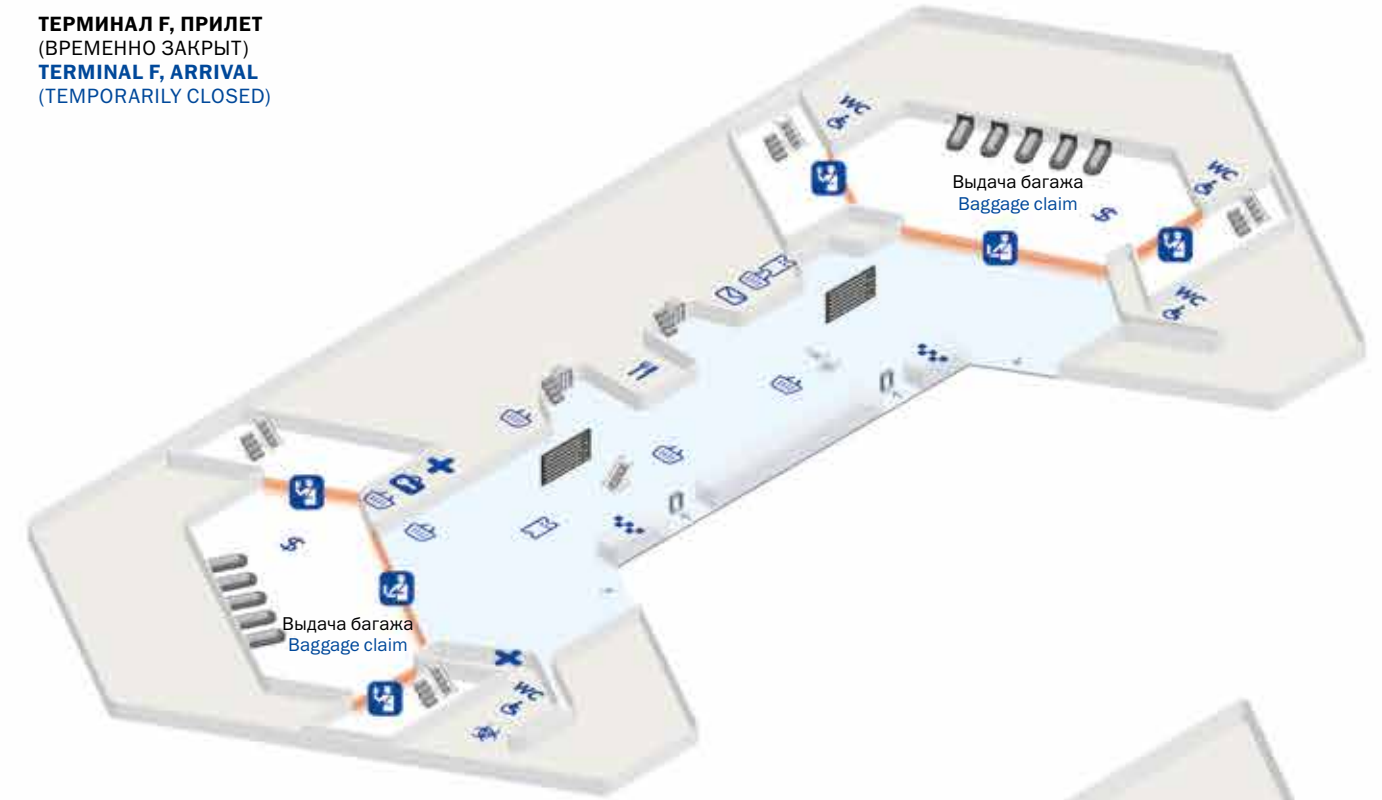 ТЕРМИНАЛ F, ПРИЛЕТ
(ВРЕМЕННО ЗАКРЫТ)
TERMINAL F, ARRIVAL
(TEMPORARILY CLOSED)
WC
WC
Выдача багажа
Baggage claim
$
WC
$
Выдача багажа
Baggage claim
WC